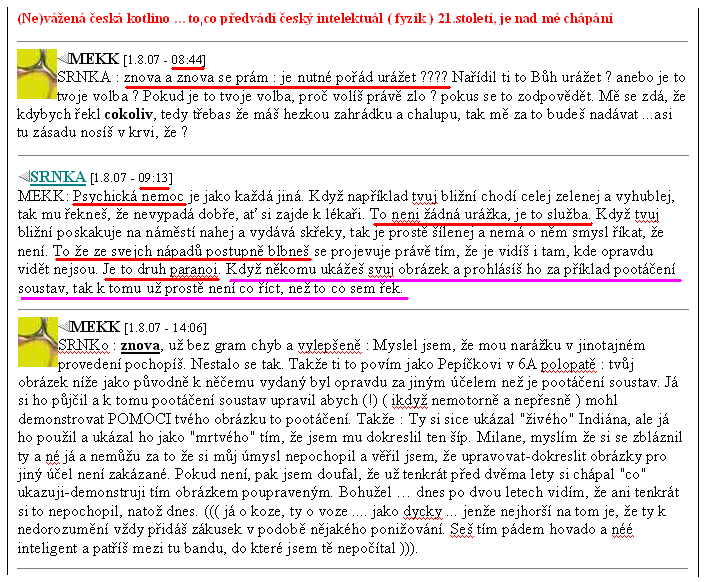 (Ne)vážená česká kotlino ... to,co předvádí český intelektuál ( fyzik ) 21.století, je nad mé chápání
MEKK [1.8.07 - 08:44]
SRNKA : znova a znova se prám : je nutné pořád urážet ???? Nařídil ti to Bůh urážet ? anebo je to
tvoje volba ? Pokud je to tvoje volba, proč volíš právě zlo ? pokus se to zodpovědět. Mě se zdá, že
kdybych řekl cokoliv, tedy třebas že máš hezkou zahrádku a chalupu, tak mě za to budeš nadávat ...asi
tu zásadu nosíš v krvi, že ?
SRNKA [1.8.07 - 09:13]
MEKK: Psychická nemoc je jako každá jiná. Když například tvuj bližní chodí celej zelenej a vyhublej,
tak mu řekneš, že nevypadá dobře, ať si zajde k lékaři. To neni žádná urážka, je to služba. Když tvuj
bližní poskakuje na náměstí nahej a vydává skřeky, tak je prostě šílenej a nemá o něm smysl říkat, že
není. To že ze svejch nápadů postupně blbneš se projevuje právě tím, že je vidíš i tam, kde opravdu
vidět nejsou. Je to druh paranoi. Když někomu ukážeš svuj obrázek a prohlásíš ho za příklad pootáčení
soustav, tak k tomu už prostě není co říct, než to co sem řek.
MEKK [1.8.07 - 14:06]
SRNKo : znova, už bez gram chyb a vylepšeně : Myslel jsem, že mou narážku v jinotajném
provedení pochopíš. Nestalo se tak. Takže ti to povím jako Pepíčkovi v 6A polopatě : tvůj
obrázek níže jako původně k něčemu vydaný byl opravdu za jiným účelem než je pootáčení soustav. Já
si ho půjčil a k tomu pootáčení soustav upravil abych (!) ( ikdyž nemotorně a nepřesně ) mohl
demonstrovat POMOCI tvého obrázku to pootáčení. Takže : Ty si sice ukázal "živého" Indiána, ale já
ho použil a ukázal ho jako "mrtvého" tím, že jsem mu dokreslil ten šíp. Milane, myslím že si se zbláznil
ty a né já a nemůžu za to že si můj úmysl nepochopil a věřil jsem, že upravovat-dokreslit obrázky pro
jiný účel není zakázané. Pokud není, pak jsem doufal, že už tenkrát před dvěma lety si chápal "co"
ukazuji-demonstruji tím obrázkem poupraveným. Bohužel … dnes po dvou letech vidím, že ani tenkrát
si to nepochopil, natož dnes. ((( já o koze, ty o voze .... jako dycky ... jenže nejhorší na tom je, že ty k
nedorozumění vždy přidáš zákusek v podobě nějakého ponižování. Seš tím pádem hovado a néé
inteligent a patříš mezi tu bandu, do které jsem tě nepočítal ))).